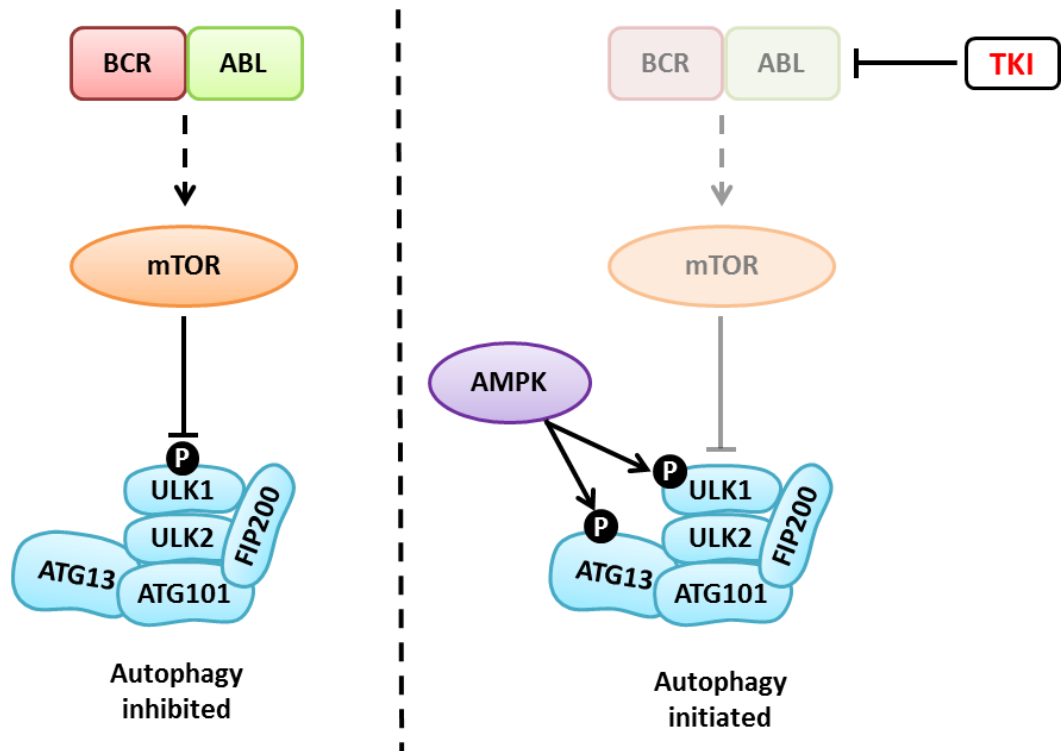 BCR
ABL
mTOR
P
ULK1
ULK2
FIP200
ATG13
ATG101
Autophagy
inhibited
BCR
ABL
TKI
mTOR
AMPK
P
ULK1
P
ULK2
FIP200
ATG13
ATG101
Autophagy
initiated